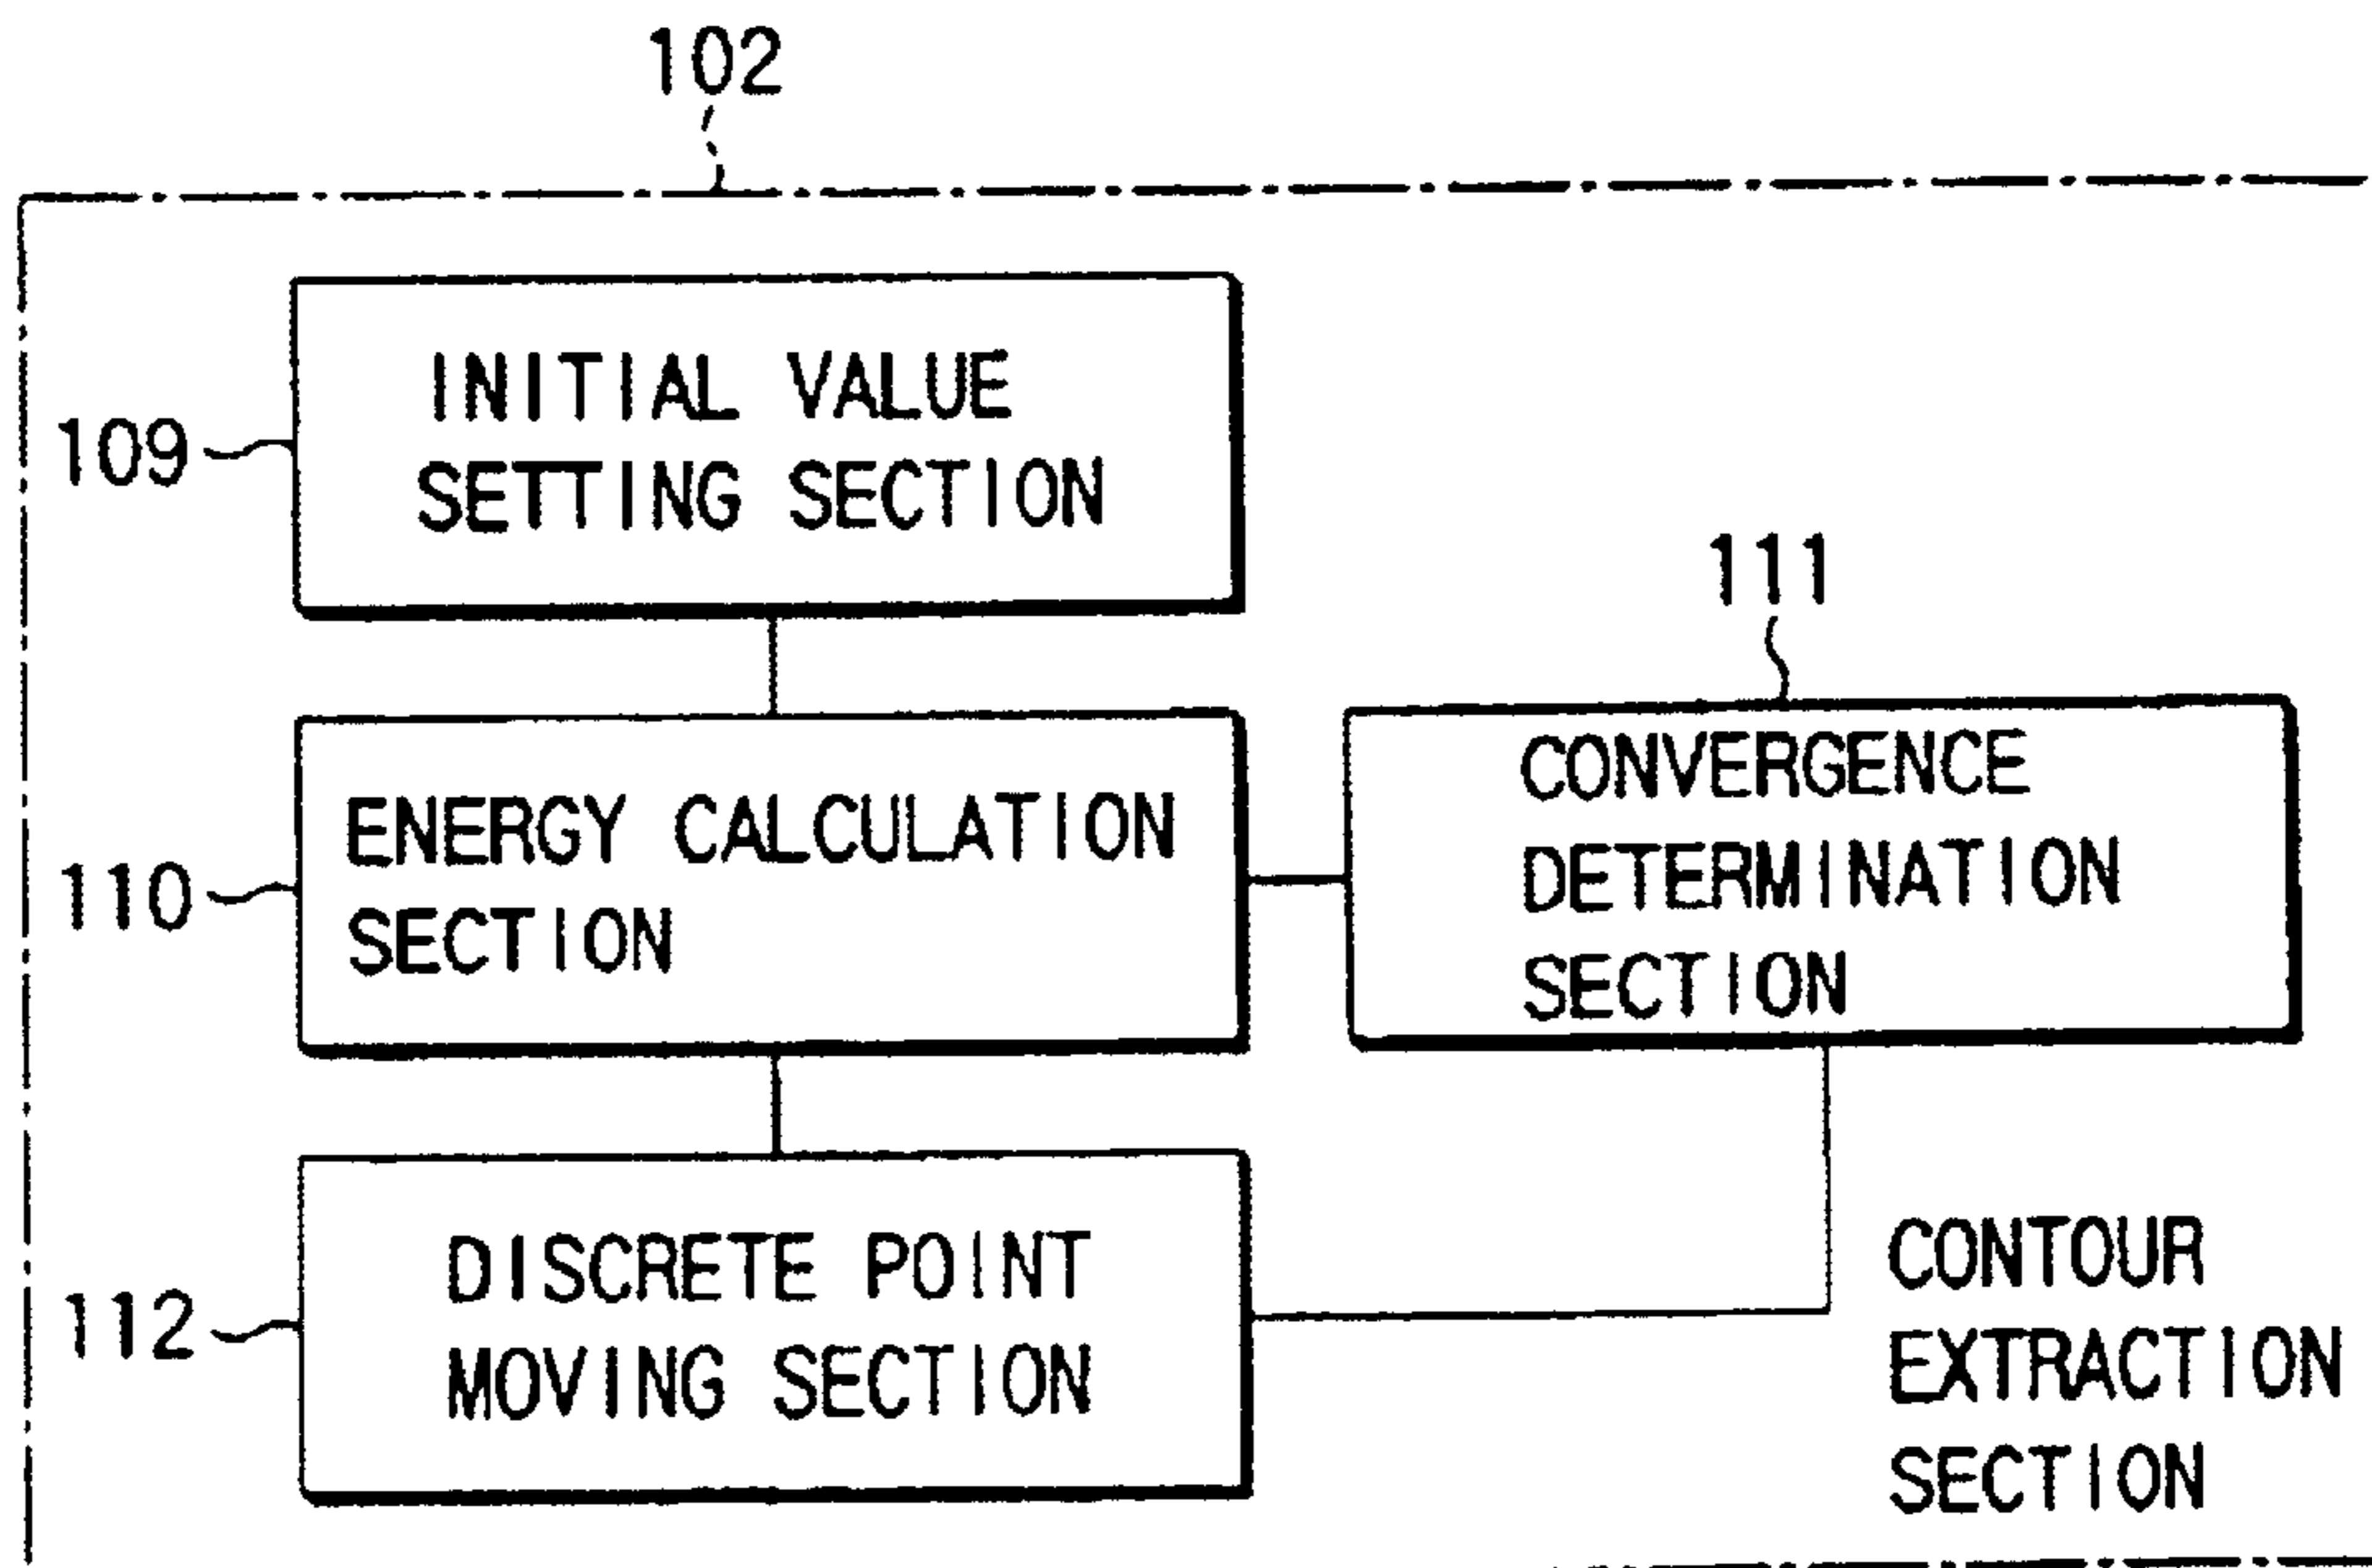 102
INITIAL VALUE
SETTING SECTION
109
111
ENERGY CALCULATION
SECTION
110
CONVERGENCE
DETERMINATION
SECTION
DISCRETE POINT
MOVING SECTION
112
CONTOUR
EXTRACTION
SECTION